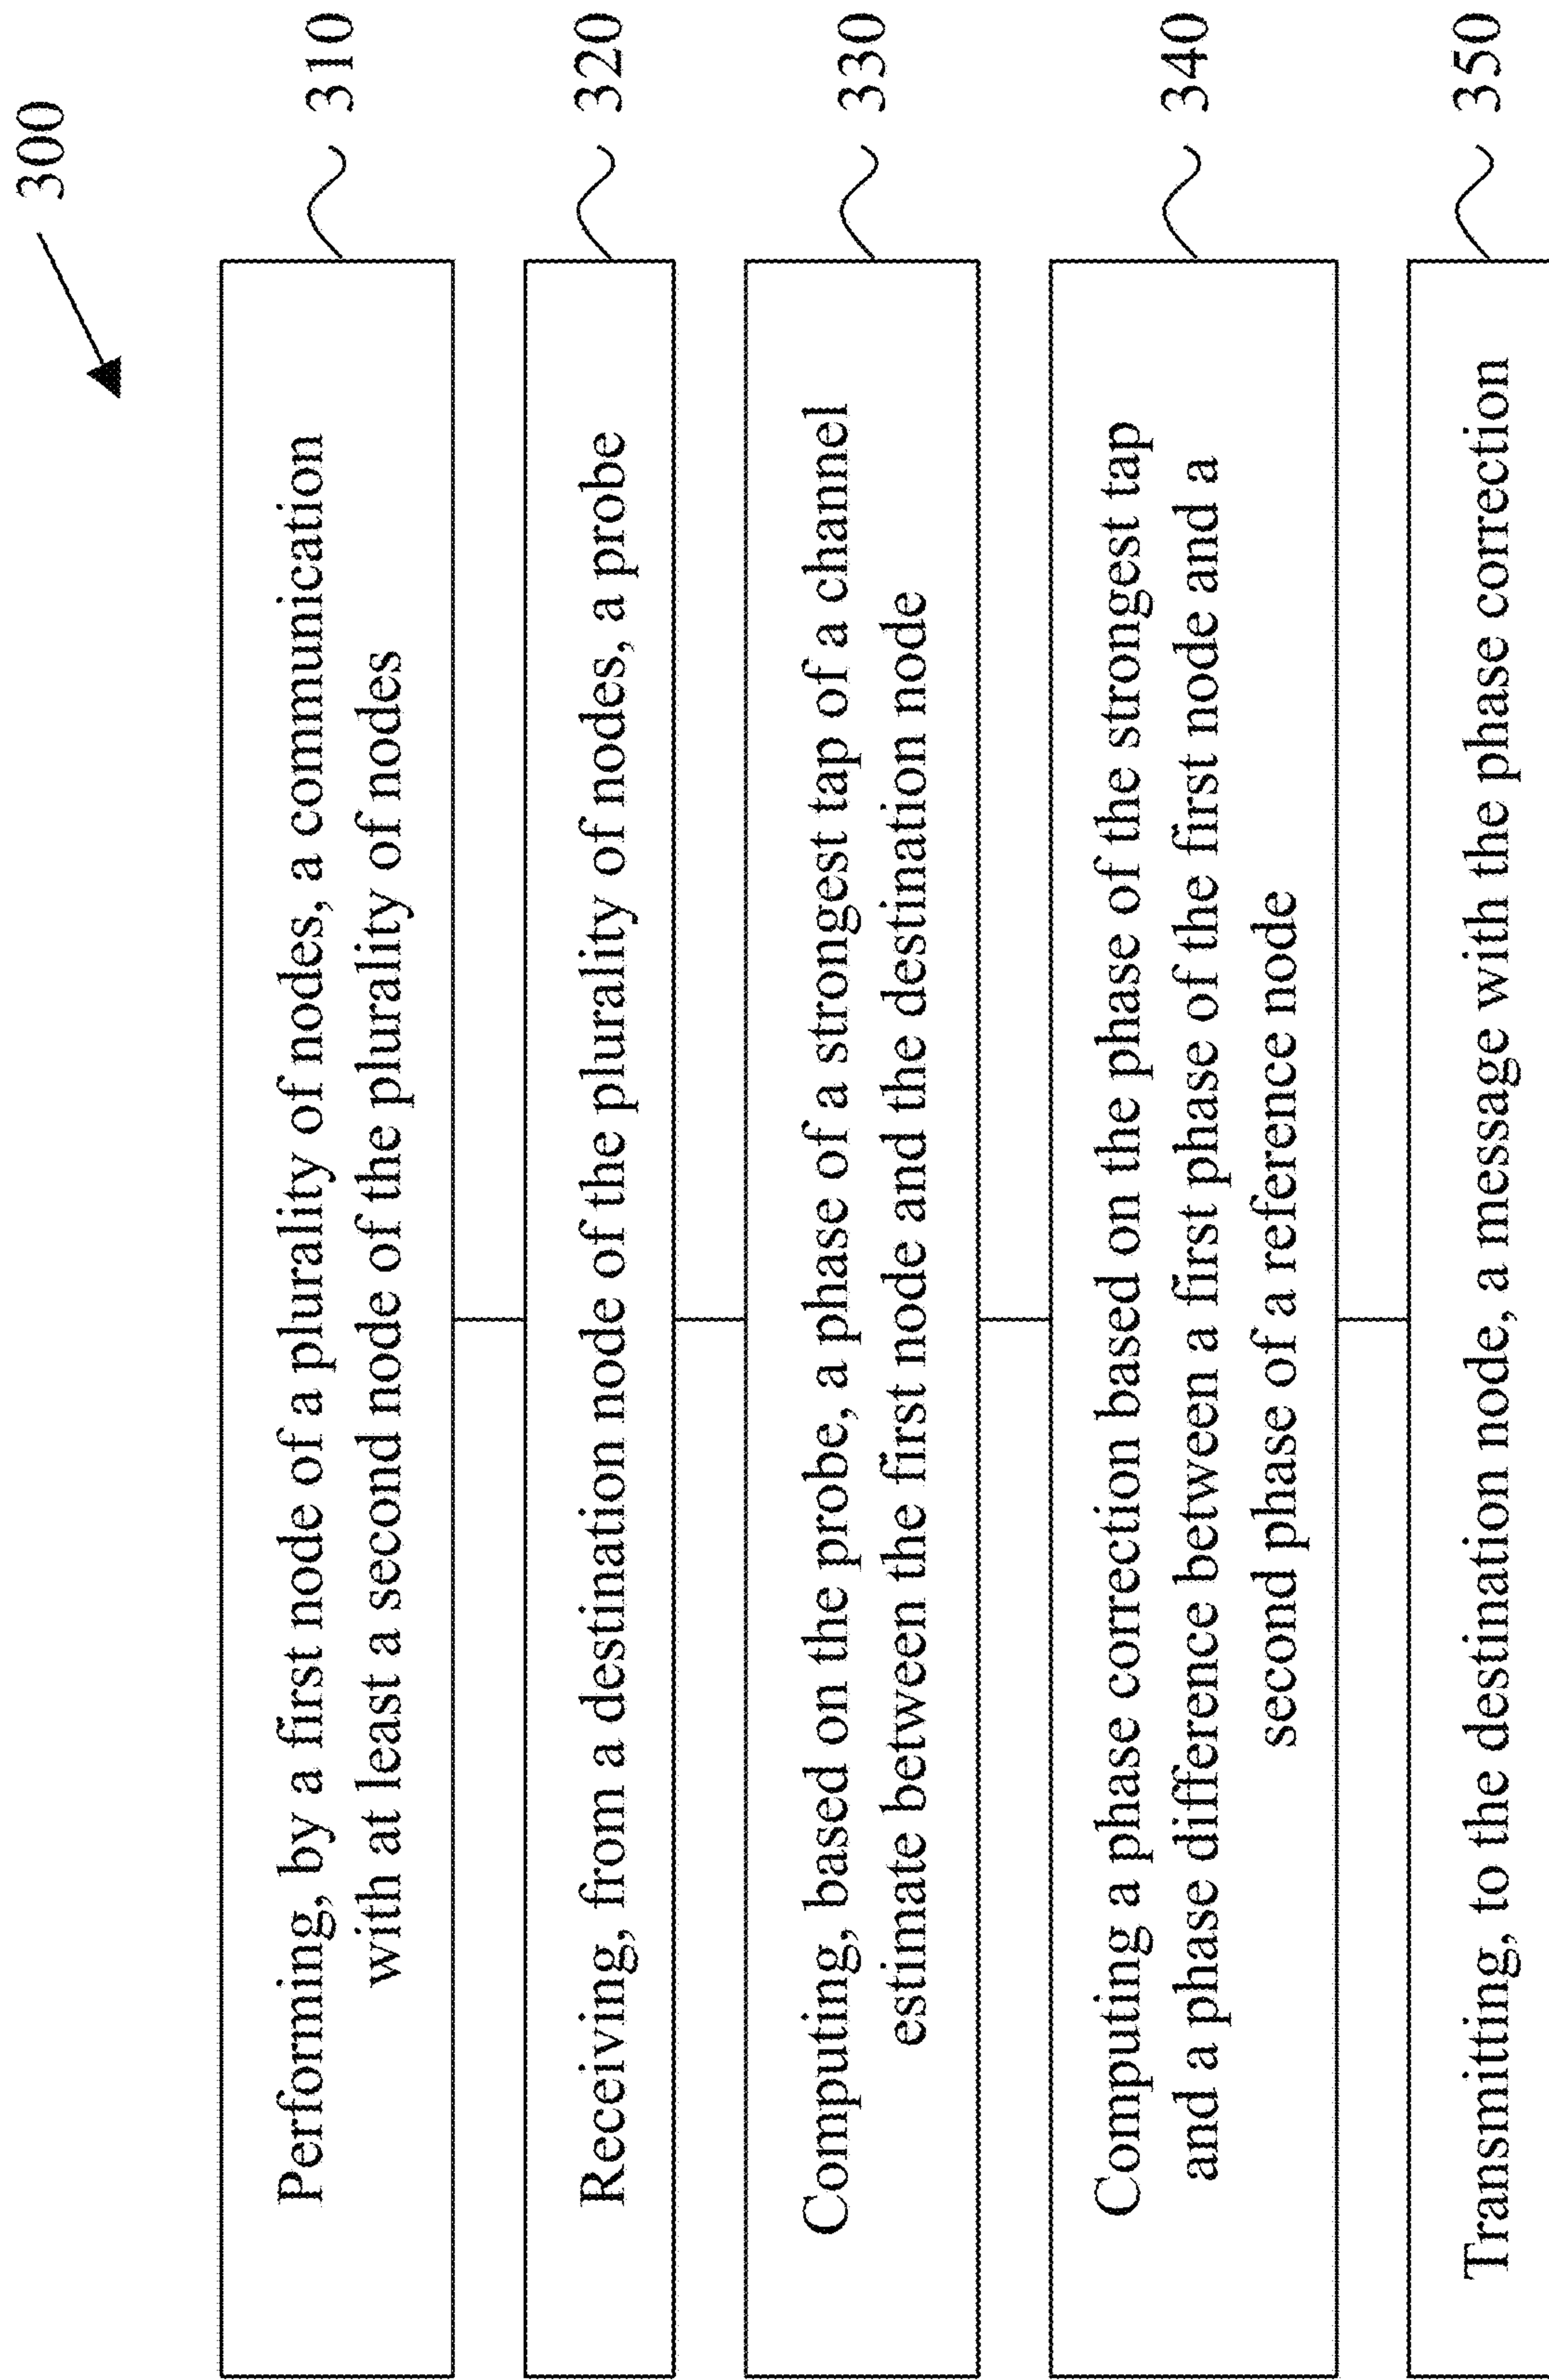 300
Performing, by a first node of a plurality of nodes, a communication
with at least a second node of the plurality of nodes
310
Receiving, from a destination node of the plurality of nodes, a probe
320
Computing, based on the probe, a phase of a strongest tap of a channel
estimate between the first node and the destination node
330
Computing a phase correction based on the phase of the strongest tap
and a phase difference between a first phase of the first node and a
second phase of a reference node
340
Transmitting, to the destination node, a message with the phase correction
350